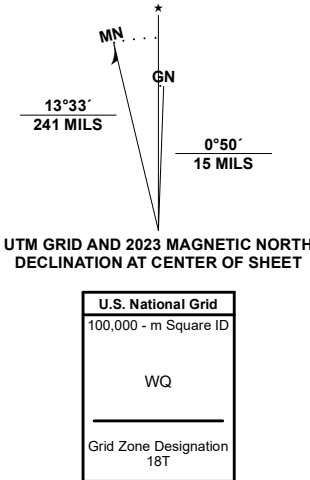 ★
MN
GN
13°33´
241 MILS
0°50´
15 MILS
UTM GRID AND 2023 MAGNETIC NORTH
DECLINATION AT CENTER OF SHEET
U.S. National Grid
100,000 - m Square ID
WQ
Grid Zone Designation
18T